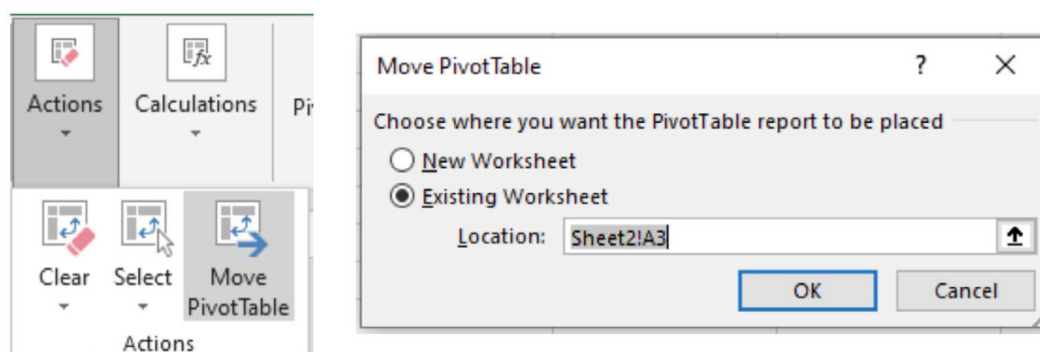 Actions
Calculations
Clear
Select
Move
PivotTable
Actions
Move PivotTable
?
Choose where you want the PivotTable report to be placed
New Worksheet
Existing Worksheet
Location:
Sheet2!A3
OK
Cancel